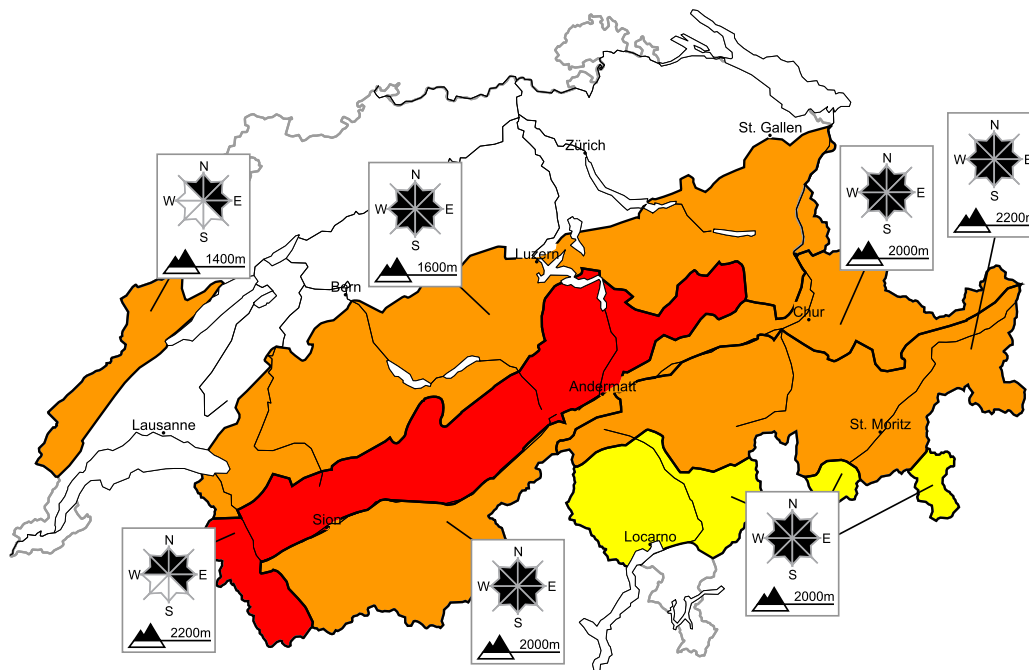 St. Gallen
Zürich
N
W E
S
2200m
N
W E
S
2000m
N
W E
S
1400m
N
W E
S
1600m
Luzern
Bern
Chur
Andermatt
Lausanne
St. Moritz
Sion
Locarno
N
W E
S
2200m
N
W E
S
2000m
N
W E
S
2000m